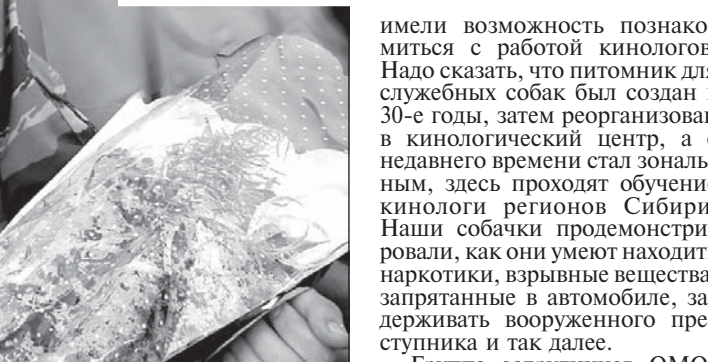 имели возможность познако-
миться с работой кинологов.
Надо сказать, что питомник для
служебных собак был создан в
30-е годы, затем реорганизован
в кинологический центр, а с
недавнего времени стал зональ-
ным, здесь проходят обучение
кинологи регионов Сибири.
Наши собачки продемонстри-
ровали, как они умеют находить
наркотики, взрывные вещества,
запрятанные в автомобиле, за-
держивать вооруженного пре-
ступника и так далее.